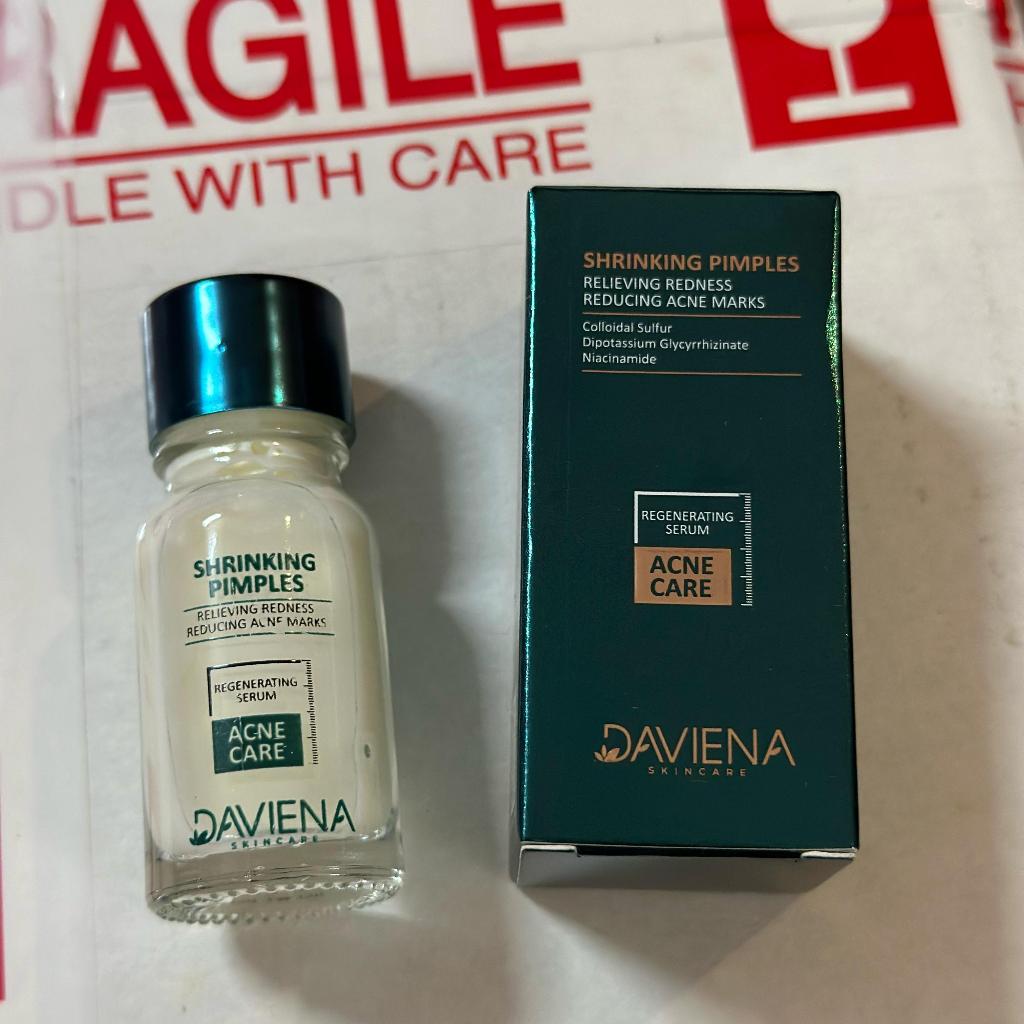 AGILE
DLE WITH CARE
SHRINKING PIMPLES
RELIEVING REDNESS
REDUCING ACNE MARKS
Colloidal Sulfur
Dipotassium Glycyrrhizinate
Niacinamide
REGENERATING
SERUM
ACNE
CARE
DAVIENA
SKINCARE
SHRINKING
PIMPLES
RELIEVING REDNESS
REDUCING ACNE MARKS
REGENERATING
SERUM
ACNE
CARE
DAVIENA
SKINCARE